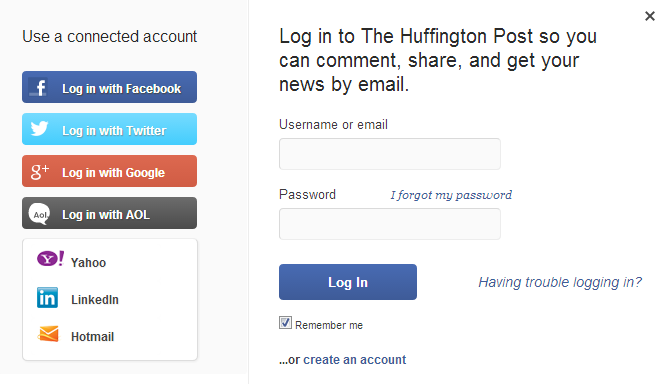 Use a connected account
Log in with Facebook
Log in with Twitter
g+ Log in with Google
Aol. Log in with AOL
Y! Yahoo
in LinkedIn
Hotmail
Log in to The Huffington Post so you
can comment, share, and get your
news by email.
Username or email
Password I forgot my password
Log In Having trouble logging in?
Remember me
...or create an account